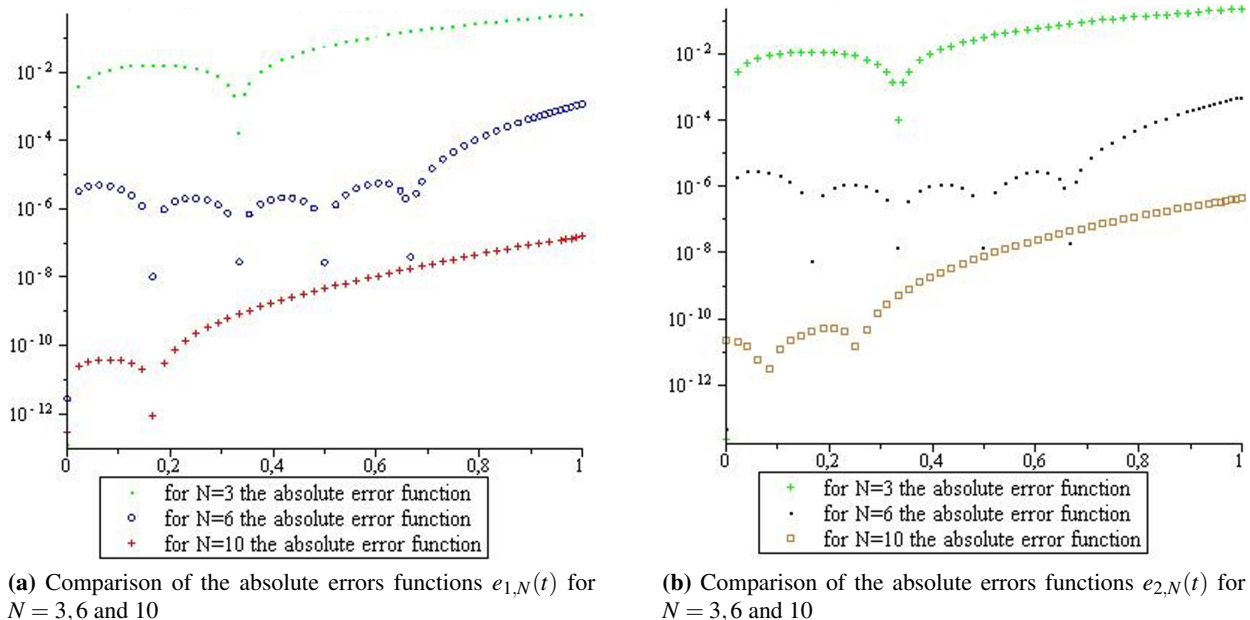 10⁻²
10⁻⁴
10⁻⁶
10⁻⁸
10⁻¹⁰
10⁻¹²
0 0,2 0,4 0,6 0,8 1
for N=3 the absolute error function
for N=6 the absolute error function
for N=10 the absolute error function
(a) Comparison of the absolute errors functions e₁,N(t) for
N = 3,6 and 10
10⁻²
10⁻⁴
10⁻⁶
10⁻⁸
10⁻¹⁰
10⁻¹²
0 0,2 0,4 0,6 0,8 1
for N=3 the absolute error function
for N=6 the absolute error function
for N=10 the absolute error function
(b) Comparison of the absolute errors functions e₂,N(t) for
N = 3,6 and 10